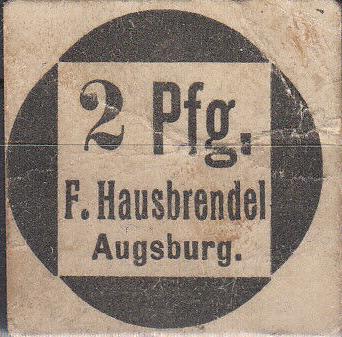 2 Pfg.
F. Hausbrendel
Augsburg.